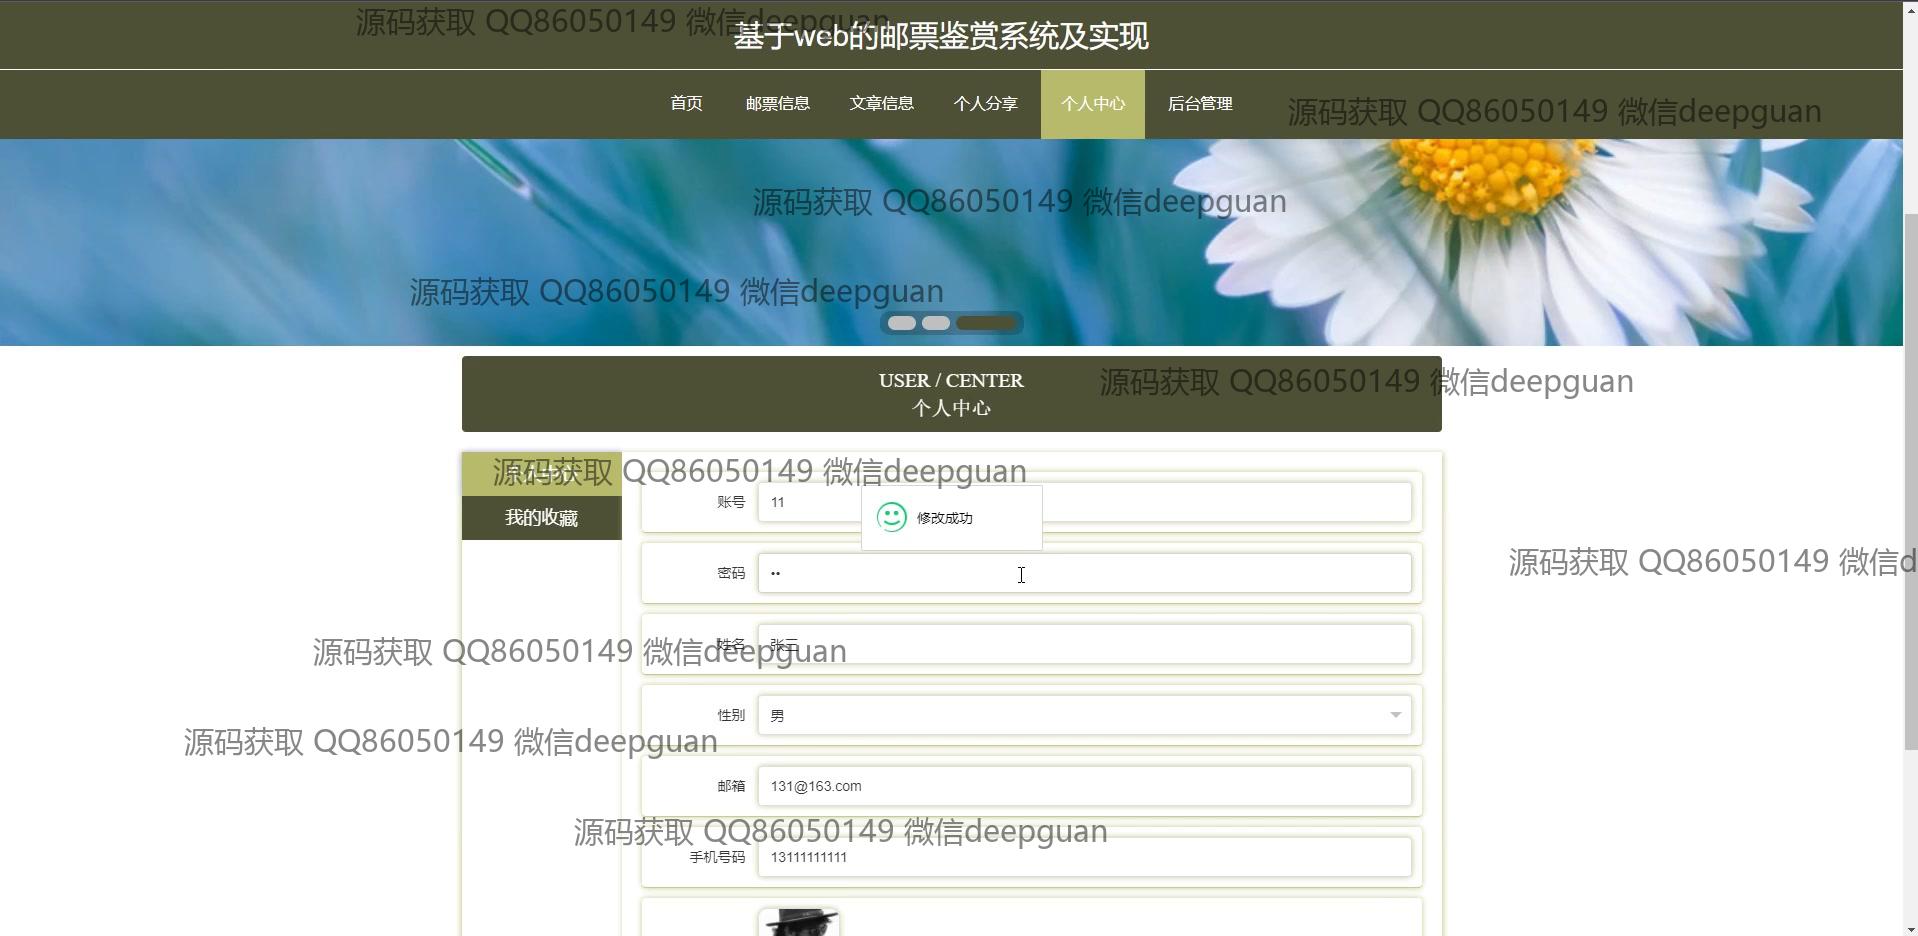 源码获取 QQ86050149 微信deepguan
基于web的邮票鉴赏系统及实现
首页 邮票信息 文章信息 个人分享 个人中心 后台管理
源码获取 QQ86050149 微信deepguan
源码获取 QQ86050149 微信deepguan
源码获取 QQ86050149 微信deepguan
USER / CENTER
源码获取 QQ86050149 微信deepguan
个人中心
个人中心
源码获取 QQ86050149 微信deepguan
账号 11
修改成功
我的收藏
源码获取 QQ86050149 微信d
密码 ••
姓名 张三
源码获取 QQ86050149 微信deepguan
性别 男
源码获取 QQ86050149 微信deepguan
邮箱 131@163.com
源码获取 QQ86050149 微信deepguan
手机号码 13111111111